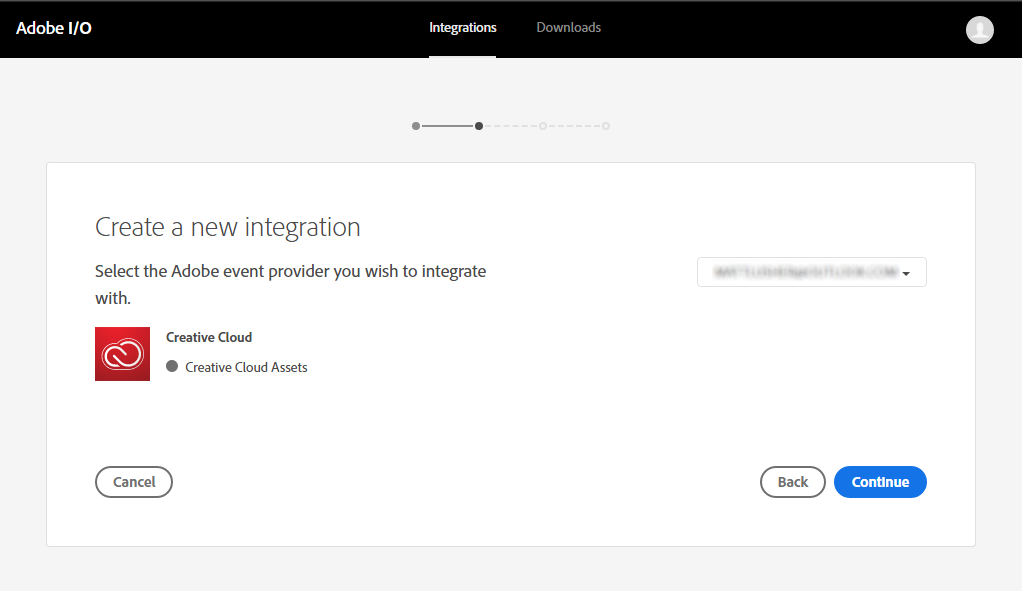 Adobe I/O
Integrations
Downloads
Create a new integration
Select the Adobe event provider you wish to integrate
with.
Creative Cloud
Creative Cloud Assets
Cancel
Back
Continue